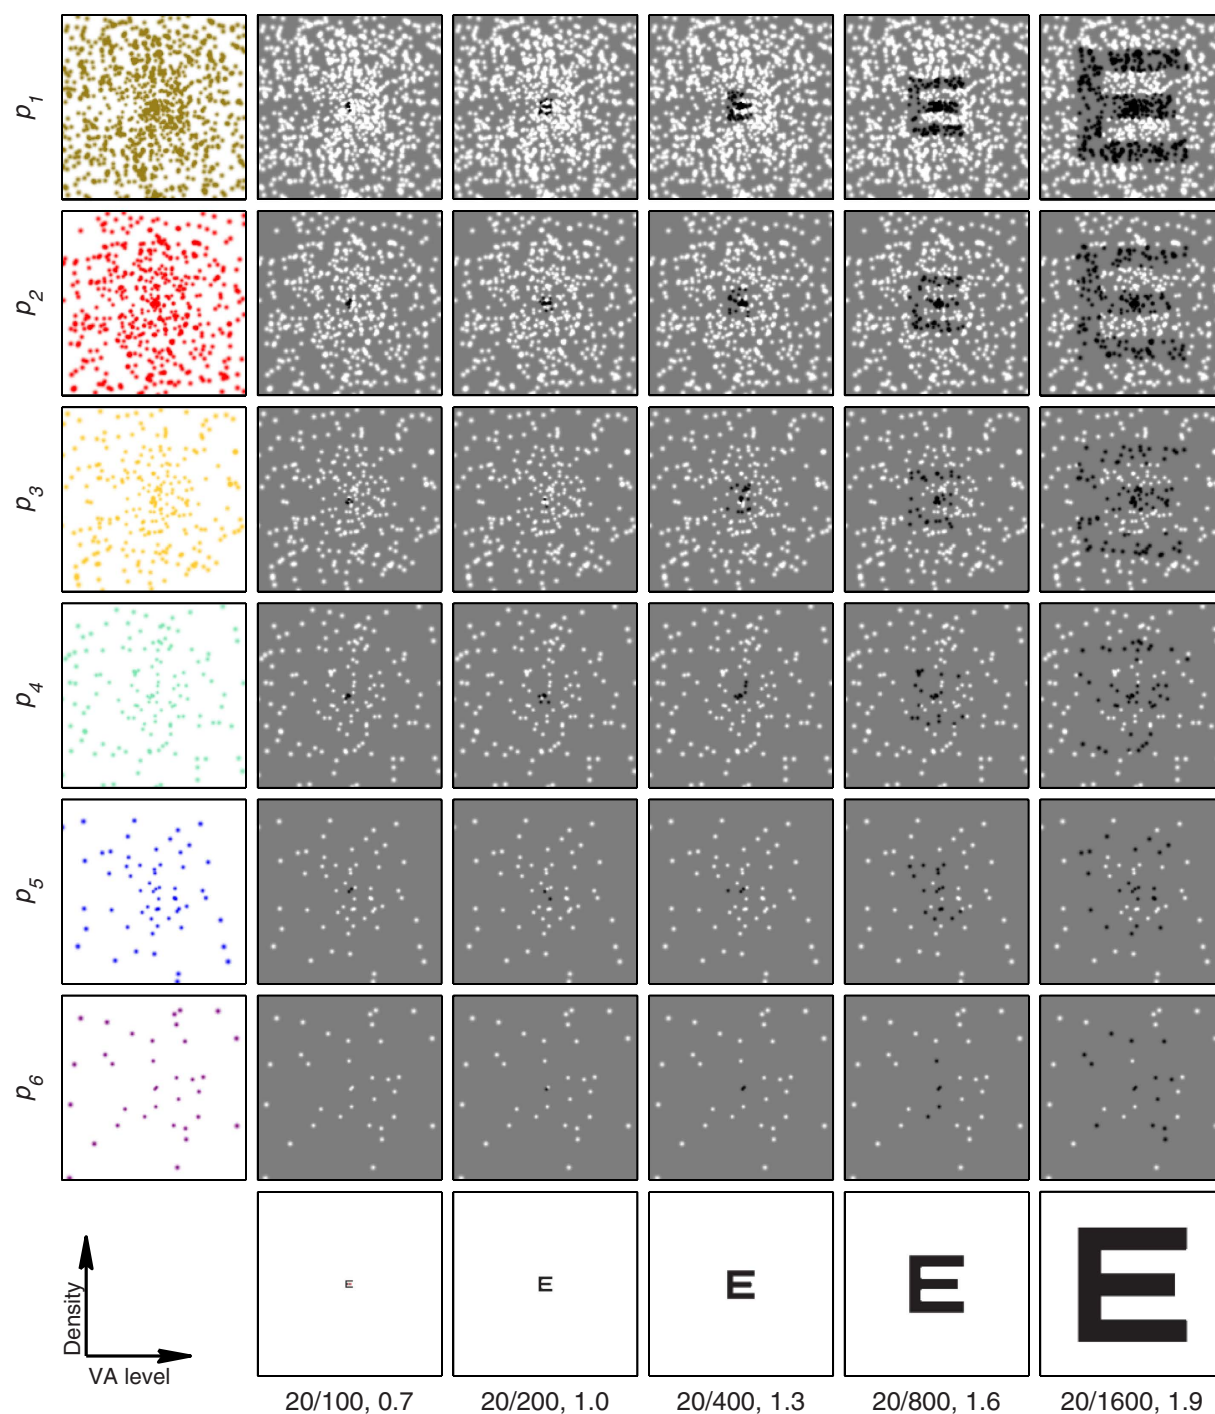 p1
p2
p3
p4
p5
p6
E E E E E
Density
VA level
20/100, 0.7 20/200, 1.0 20/400, 1.3 20/800, 1.6 20/1600, 1.9